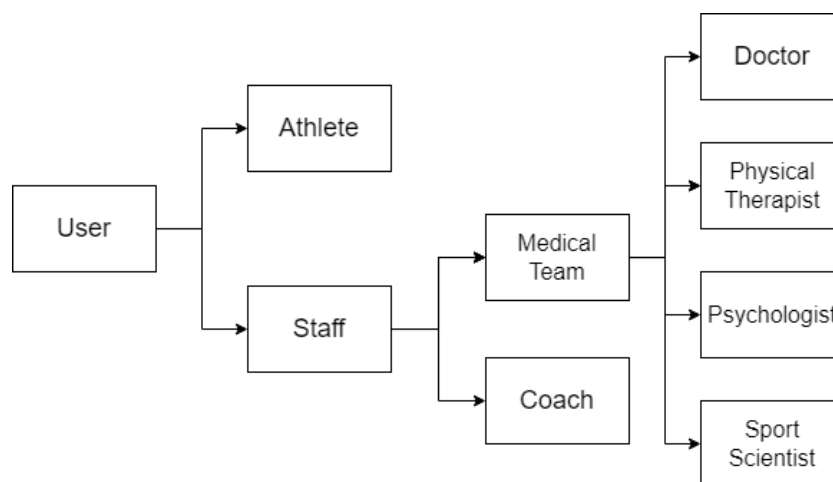 Doctor
Athlete
Physical
Therapist
User
Medical
Team
Staff
Psychologist
Coach
Sport
Scientist